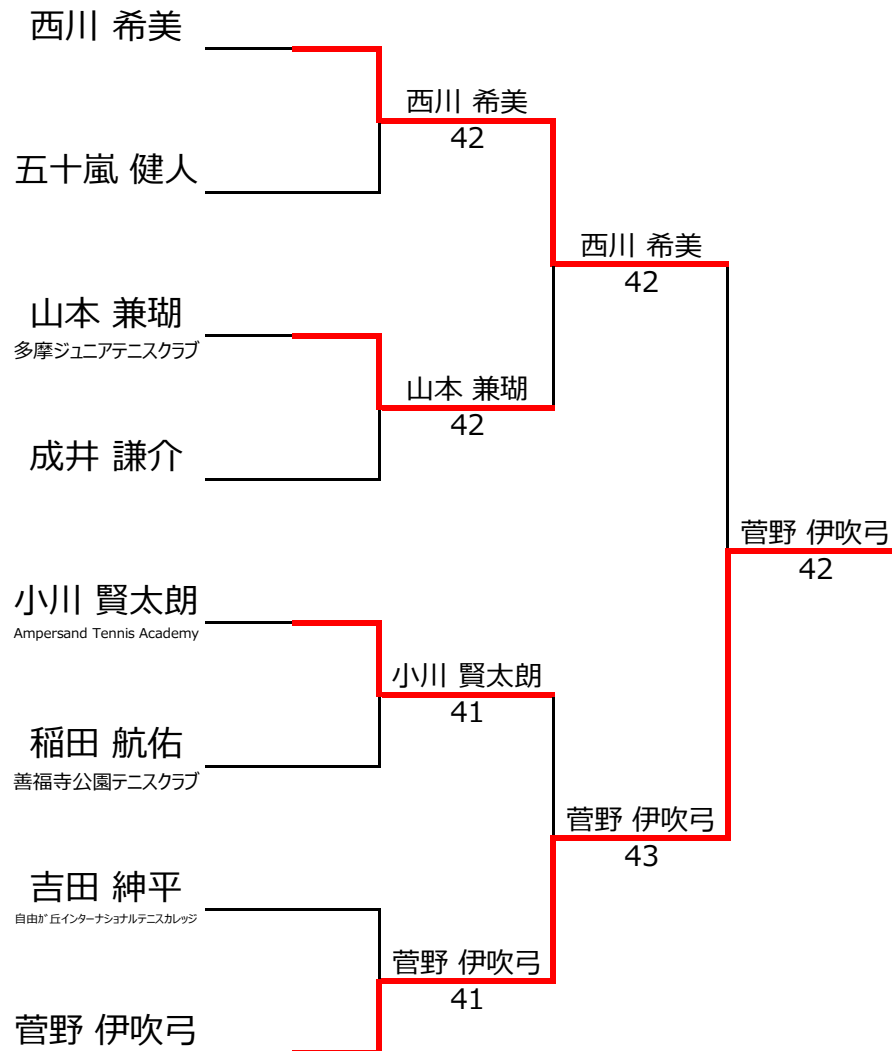 西川 希美
西川 希美
42
五十嵐 健人
西川 希美
42
山本 兼瑚
多摩ジュニアテニスクラブ
山本 兼瑚
42
成井 謙介
菅野 伊吹弓
42
小川 賢太朗
Ampersand Tennis Academy
小川 賢太朗
41
稲田 航佑
善福寺公園テニスクラブ
菅野 伊吹弓
43
吉田 紳平
自由が丘インターナショナルテニスカレッジ
菅野 伊吹弓
41
菅野 伊吹弓